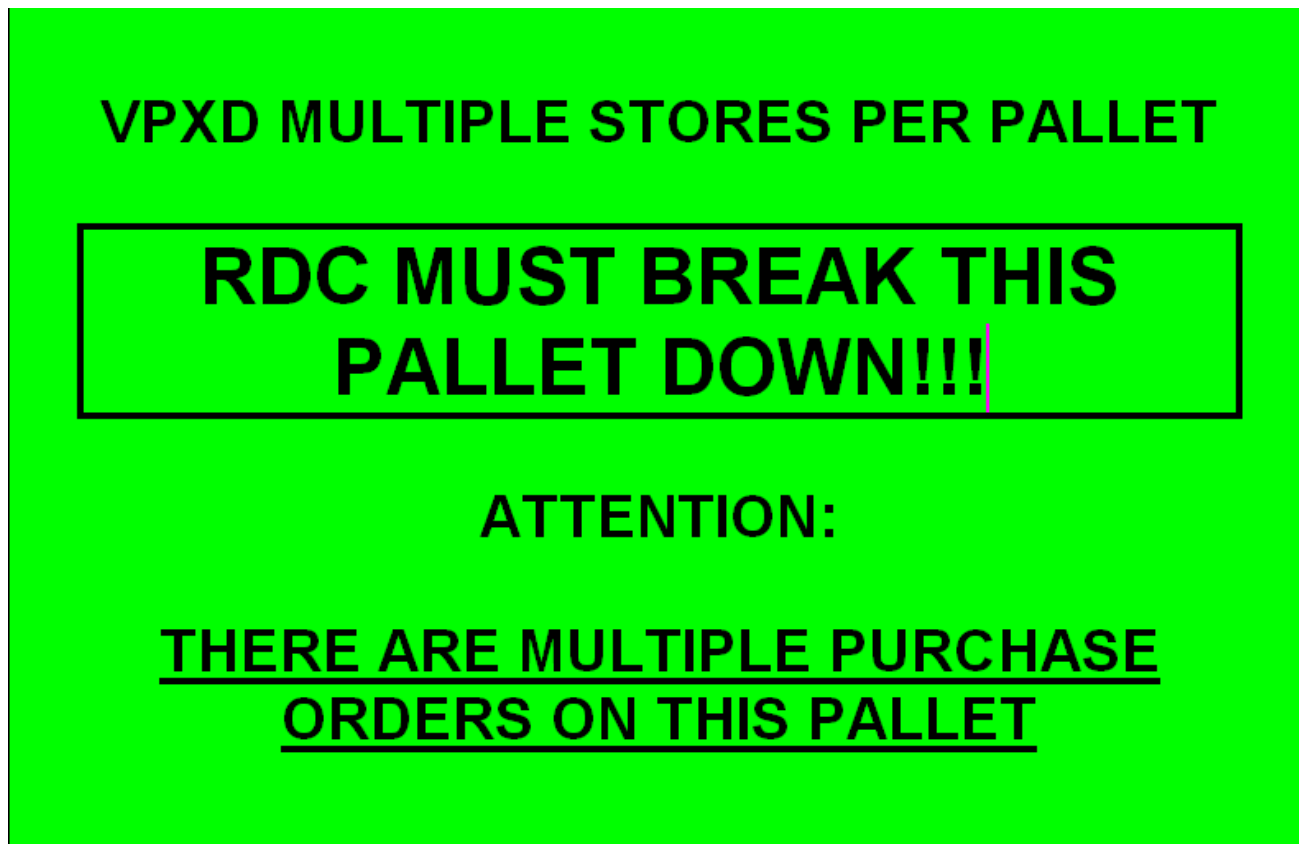 VPXD MULTIPLE STORES PER PALLET
RDC MUST BREAK THIS
PALLET DOWN!!!
ATTENTION:
THERE ARE MULTIPLE PURCHASE
ORDERS ON THIS PALLET